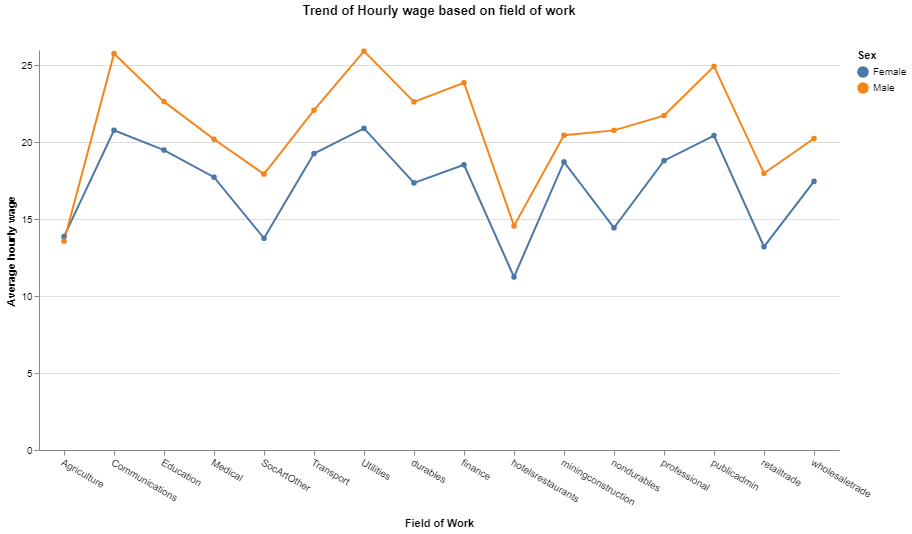 Trend of Hourly wage based on field of work
Sex
Female
Male
Average hourly wage
25
20
15
10
5
0
Agriculture
Communications
Education
Medical
SocArtOther
Transport
Utilities
durables
finance
hotelsrestaurants
miningconstruction
nondurables
professional
publicadmin
retailtrade
wholesaletrade
Field of Work